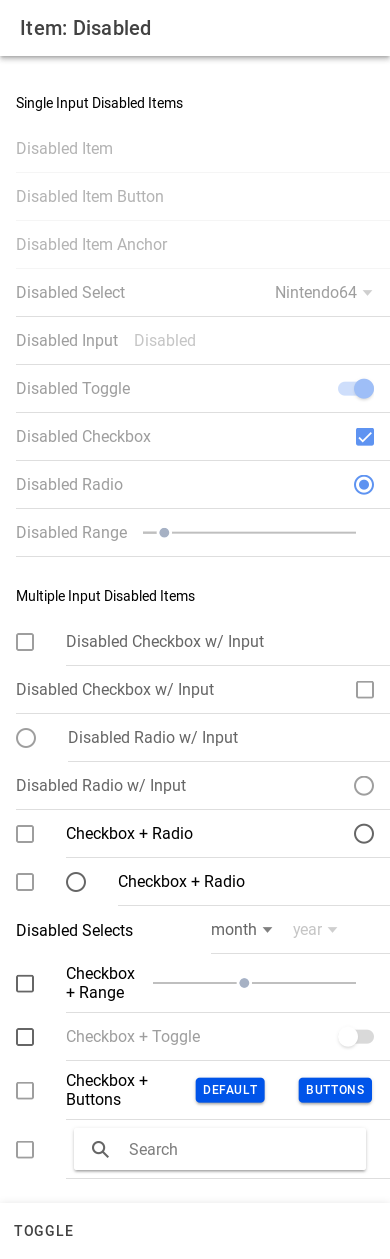 Item: Disabled
Single Input Disabled Items
Disabled Item
Disabled Item Button
Disabled Item Anchor
Disabled Select Nintendo64
Disabled Input Disabled
Disabled Toggle
Disabled Checkbox
Disabled Radio
Disabled Range
Multiple Input Disabled Items
Disabled Checkbox w/ Input
Disabled Checkbox w/ Input
Disabled Radio w/ Input
Disabled Radio w/ Input
Checkbox + Radio
Checkbox + Radio
Disabled Selects month year
Checkbox
+ Range
Checkbox + Toggle
Checkbox +
Buttons
DEFAULT BUTTONS
Search
TOGGLE